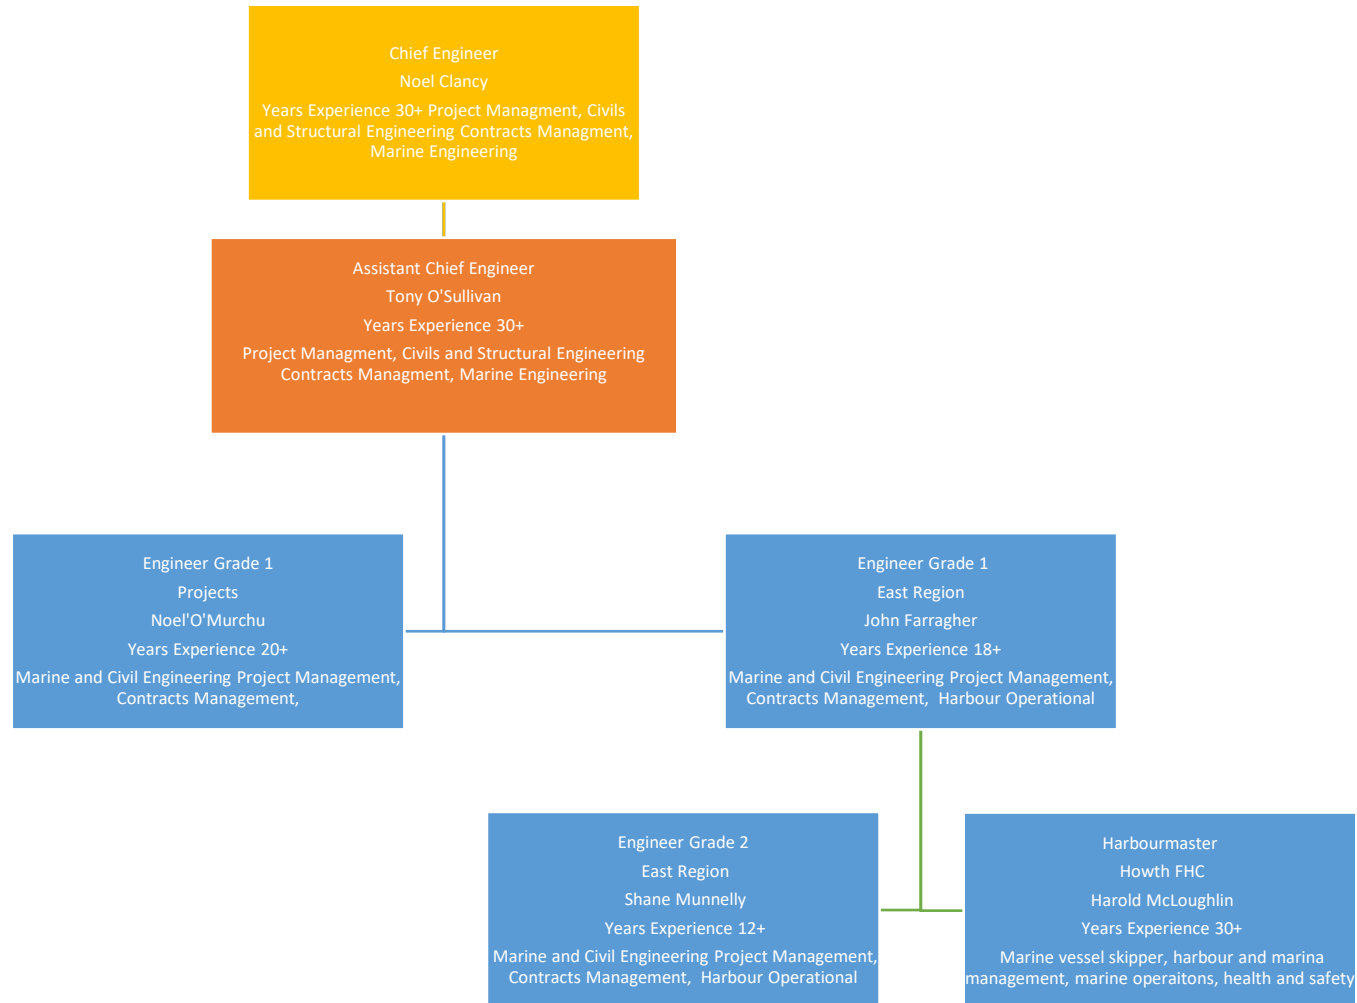 Chief Engineer
Noel Clancy
Years Experience 30+ Project Managment, Civils
and Structural Engineering Contracts Managment,
Marine Engineering
Assistant Chief Engineer
Tony O'Sullivan
Years Experience 30+
Project Managment, Civils and Structural Engineering
Contracts Managment, Marine Engineering
Engineer Grade 1
Projects
Noel'O'Murchu
Years Experience 20+
Marine and Civil Engineering Project Management,
Contracts Management,
Engineer Grade 1
East Region
John Farragher
Years Experience 18+
Marine and Civil Engineering Project Management,
Contracts Management,  Harbour Operational
Engineer Grade 2
East Region
Shane Munnelly
Years Experience 12+
Marine and Civil Engineering Project Management,
Contracts Management,  Harbour Operational
Harbourmaster
Howth FHC
Harold McLoughlin
Years Experience 30+
Marine vessel skipper, harbour and marina
management, marine operaitons, health and safety